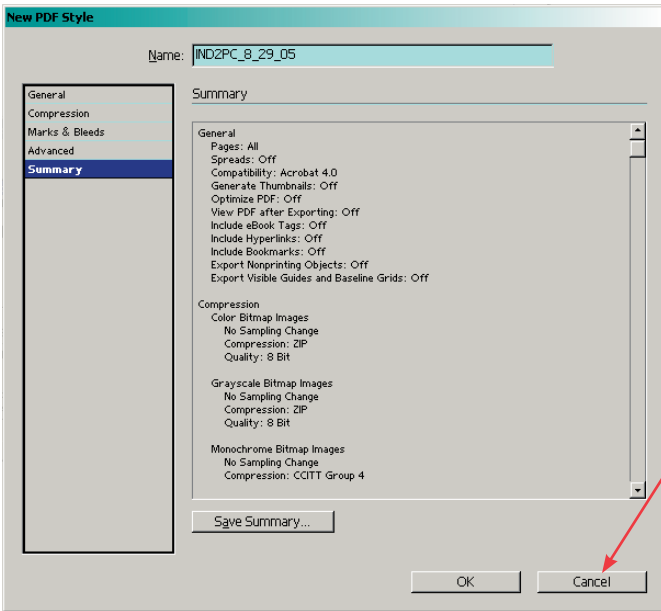 New PDF Style
Name: IND2PC_8_29_05
General
Compression
Marks & Bleeds
Advanced
Summary
Summary
General
Pages: All
Spreads: Off
Compatibility: Acrobat 4.0
Generate Thumbnails: Off
Optimize PDF: Off
View PDF after Exporting: Off
Include eBook Tags: Off
Include Hyperlinks: Off
Include Bookmarks: Off
Export Nonprinting Objects: Off
Export Visible Guides and Baseline Grids: Off
Compression
Color Bitmap Images
No Sampling Change
Compression: ZIP
Quality: 8 Bit
Grayscale Bitmap Images
No Sampling Change
Compression: ZIP
Quality: 8 Bit
Monochrome Bitmap Images
No Sampling Change
Compression: CCITT Group 4
Save Summary...
OK Cancel